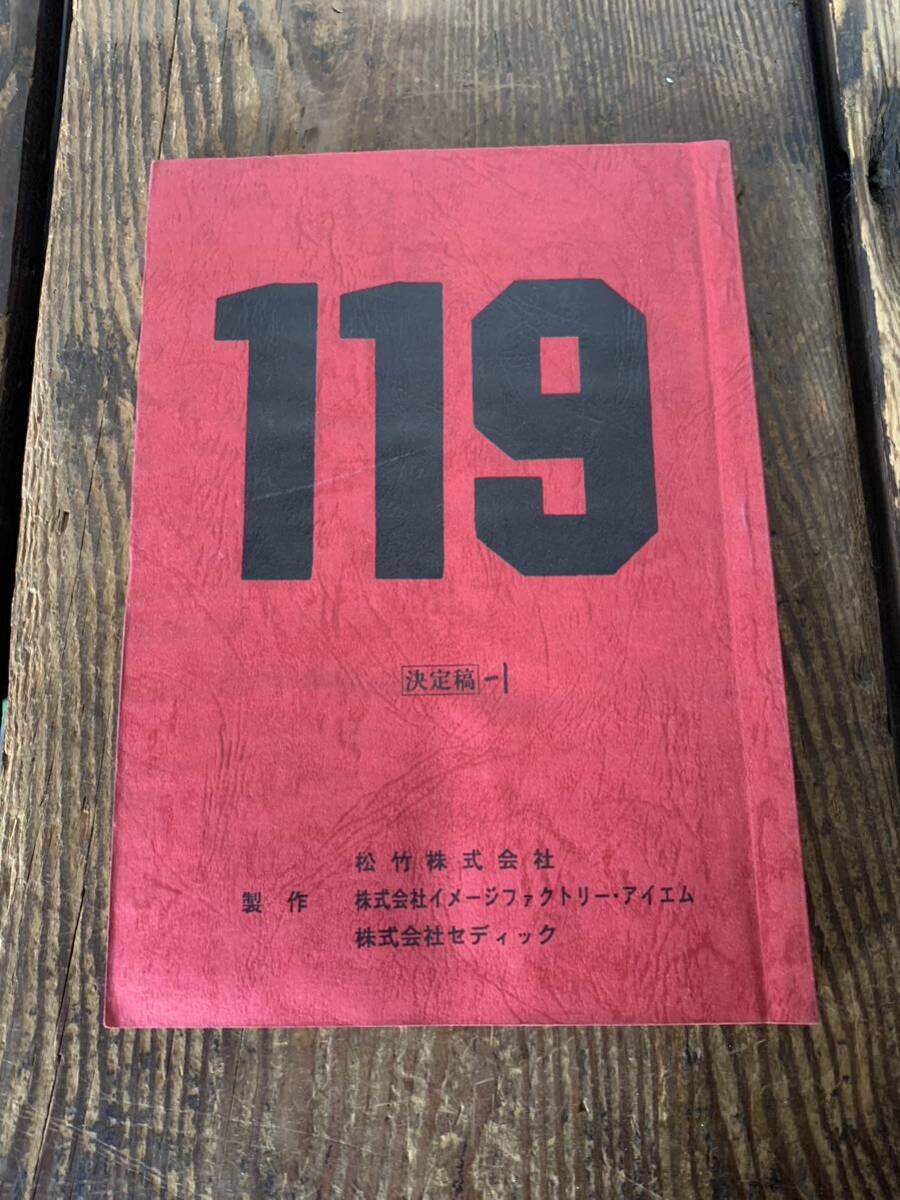 119
決定稿-1
松竹株式会社
製作 株式会社イメージファクトリー・アイエム
株式会社セディック